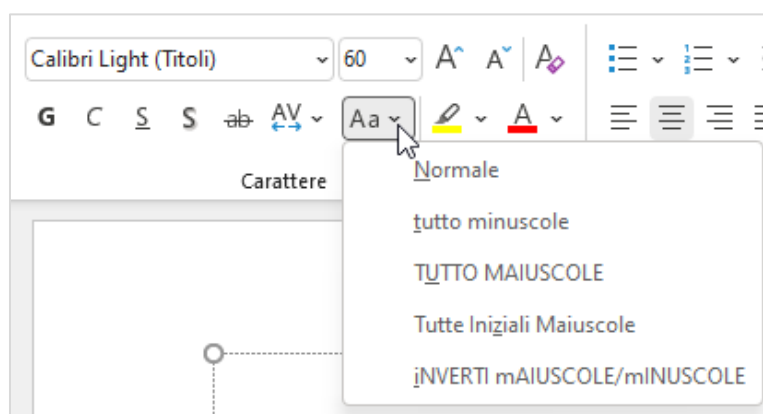 Calibri Light (Titoli) 60 A A A
G C S S ab AV Aa A
Carattere
Normale
tutto minuscole
TUTTO MAIUSCOLE
Tutte Iniziali Maiuscole
iNVERTI mAIUSCOLE/mINUSCOLE